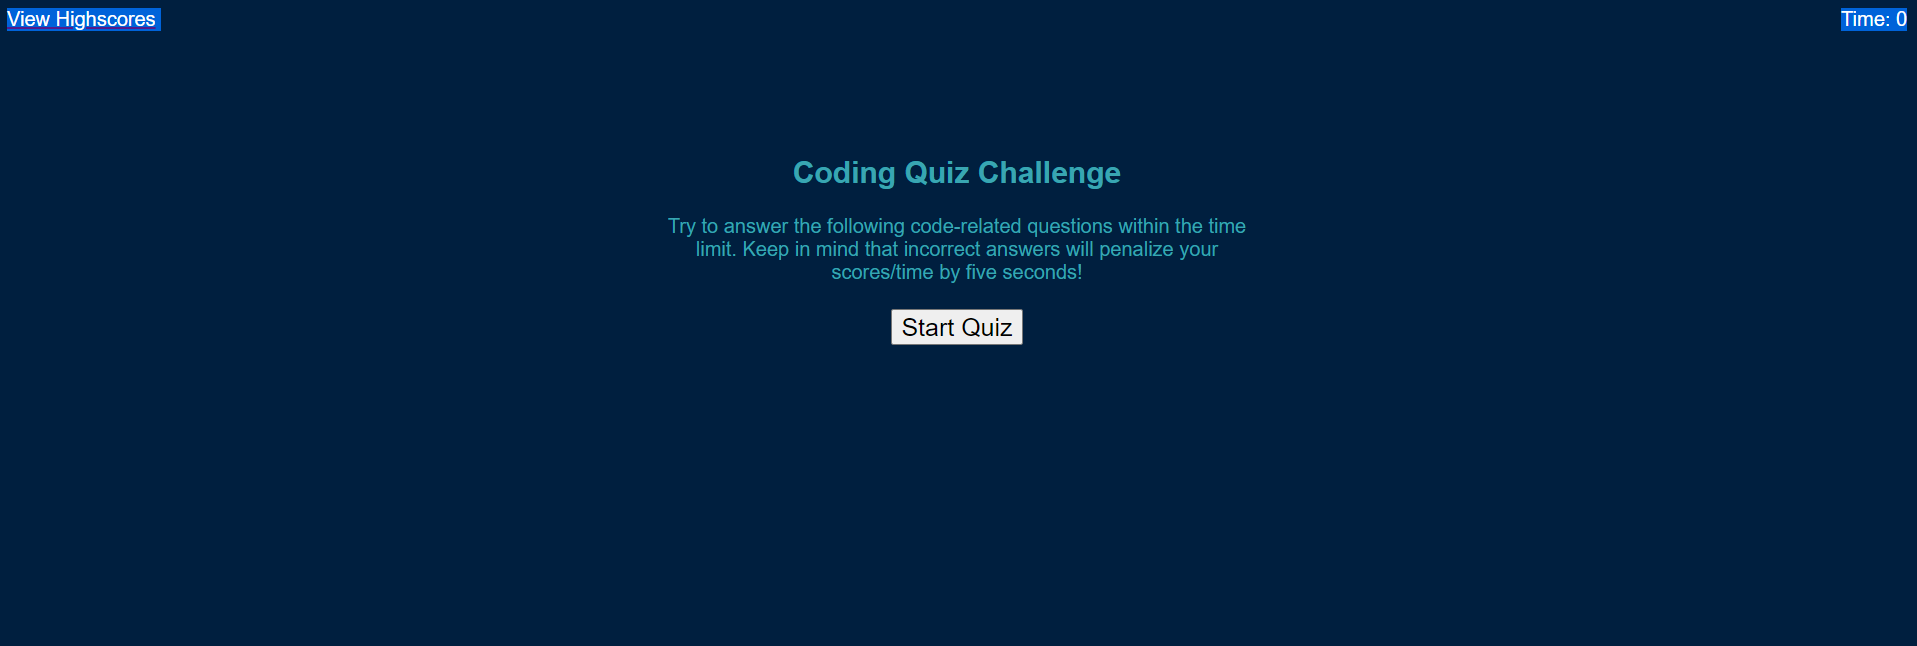 View Highscores
Time: 0
Coding Quiz Challenge
Try to answer the following code-related questions within the time
limit. Keep in mind that incorrect answers will penalize your
scores/time by five seconds!
Start Quiz